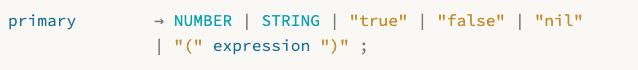 primary → NUMBER | STRING | "true" | "false" | "nil"
| "(" expression ")" ;